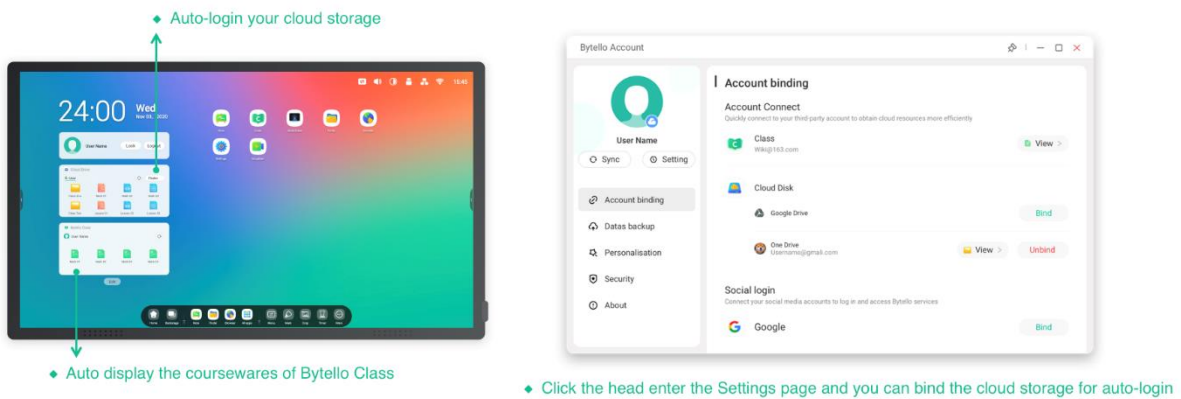 Auto-login your cloud storage
24:00 Wed
Nov 03, 2020
15:45
User Name
Auto display the coursewares of Bytello Class
Bytello Account
User Name
Sync
Setting
Account binding
Datas backup
Personalisation
Security
About
Account binding
Account Connect
Quickly connect to your third-party account to obtain cloud resources more efficiently
Class
Wiki@163.com
View
Cloud Disk
Google Drive
Bind
One Drive
Username@gmail.com
View
Unbind
Social login
Connect your social media accounts to log in and access Bytello services
Google
Bind
Click the head enter the Settings page and you can bind the cloud storage for auto-login